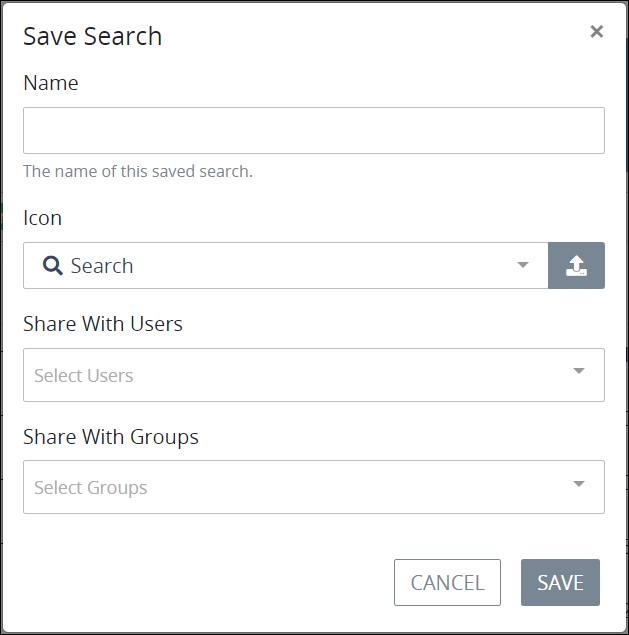 Save Search
×
Name
The name of this saved search.
Icon
Search
Share With Users
Select Users
Share With Groups
Select Groups
CANCEL SAVE